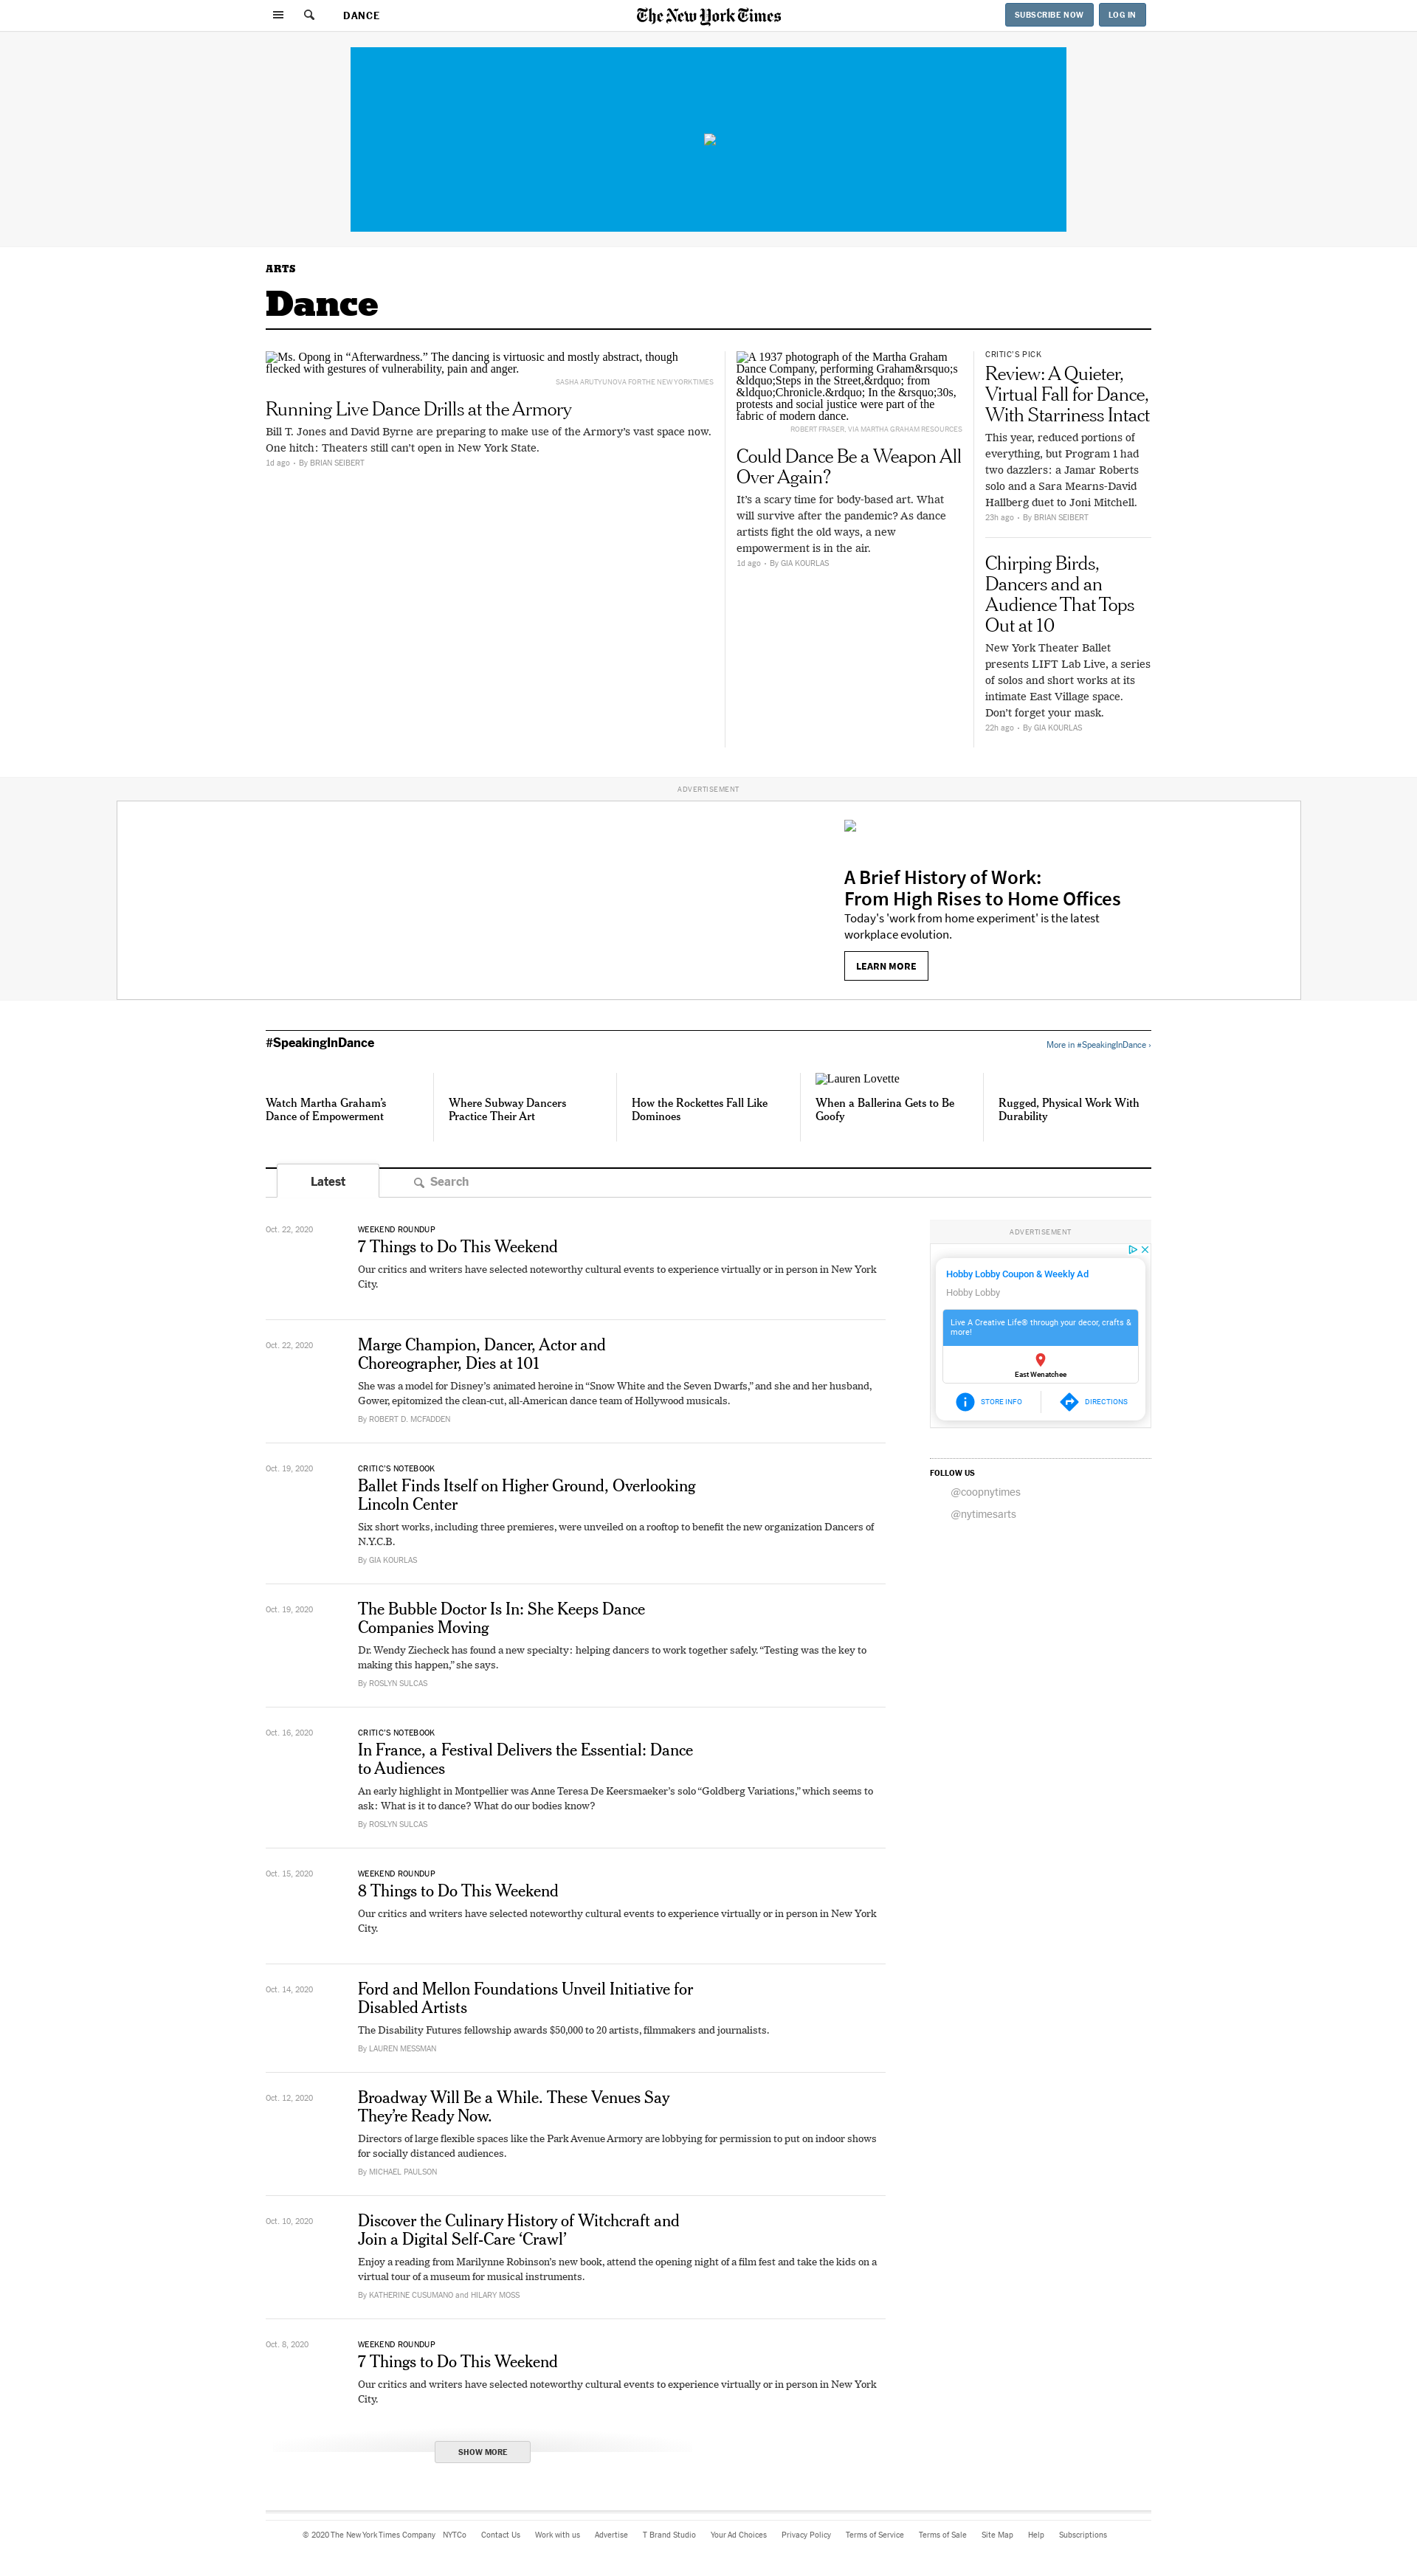 DANCE
The New York Times
SUBSCRIBE NOW
LOG IN
ARTS
Dance
Ms. Opong in “Afterwardness.” The dancing is virtuosic and mostly abstract, though
flecked with gestures of vulnerability, pain and anger.
SASHA ARUTYUNOVA FOR THE NEW YORK TIMES
Running Live Dance Drills at the Armory
Bill T. Jones and David Byrne are preparing to make use of the Armory’s vast space now.
One hitch: Theaters still can’t open in New York State.
1d ago • By BRIAN SEIBERT
A 1937 photograph of the Martha Graham
Dance Company, performing Graham&rsquo;s
&ldquo;Steps in the Street,&rdquo; from
&ldquo;Chronicle.&rdquo; In the &rsquo;30s,
protests and social justice were part of the
fabric of modern dance.
ROBERT FRASER, VIA MARTHA GRAHAM RESOURCES
Could Dance Be a Weapon All
Over Again?
It’s a scary time for body-based art. What
will survive after the pandemic? As dance
artists fight the old ways, a new
empowerment is in the air.
1d ago • By GIA KOURLAS
CRITIC’S PICK
Review: A Quieter,
Virtual Fall for Dance,
With Starriness Intact
This year, reduced portions of
everything, but Program 1 had
two dazzlers: a Jamar Roberts
solo and a Sara Mearns-David
Hallberg duet to Joni Mitchell.
23h ago • By BRIAN SEIBERT
Chirping Birds,
Dancers and an
Audience That Tops
Out at 10
New York Theater Ballet
presents LIFT Lab Live, a series
of solos and short works at its
intimate East Village space.
Don’t forget your mask.
22h ago • By GIA KOURLAS
ADVERTISEMENT
A Brief History of Work:
From High Rises to Home Offices
Today's 'work from home experiment' is the latest
workplace evolution.
LEARN MORE
#SpeakingInDance
More in #SpeakingInDance ›
Watch Martha Graham’s
Dance of Empowerment
Where Subway Dancers
Practice Their Art
How the Rockettes Fall Like
Dominoes
Lauren Lovette
When a Ballerina Gets to Be
Goofy
Rugged, Physical Work With
Durability
Latest
Search
Oct. 22, 2020
WEEKEND ROUNDUP
7 Things to Do This Weekend
Our critics and writers have selected noteworthy cultural events to experience virtually or in person in New York
City.
Oct. 22, 2020
Marge Champion, Dancer, Actor and
Choreographer, Dies at 101
She was a model for Disney’s animated heroine in “Snow White and the Seven Dwarfs,” and she and her husband,
Gower, epitomized the clean-cut, all-American dance team of Hollywood musicals.
By ROBERT D. MCFADDEN
Oct. 19, 2020
CRITIC’S NOTEBOOK
Ballet Finds Itself on Higher Ground, Overlooking
Lincoln Center
Six short works, including three premieres, were unveiled on a rooftop to benefit the new organization Dancers of
N.Y.C.B.
By GIA KOURLAS
Oct. 19, 2020
The Bubble Doctor Is In: She Keeps Dance
Companies Moving
Dr. Wendy Ziecheck has found a new specialty: helping dancers to work together safely. “Testing was the key to
making this happen,” she says.
By ROSLYN SULCAS
Oct. 16, 2020
CRITIC’S NOTEBOOK
In France, a Festival Delivers the Essential: Dance
to Audiences
An early highlight in Montpellier was Anne Teresa De Keersmaeker’s solo “Goldberg Variations,” which seems to
ask: What is it to dance? What do our bodies know?
By ROSLYN SULCAS
Oct. 15, 2020
WEEKEND ROUNDUP
8 Things to Do This Weekend
Our critics and writers have selected noteworthy cultural events to experience virtually or in person in New York
City.
Oct. 14, 2020
Ford and Mellon Foundations Unveil Initiative for
Disabled Artists
The Disability Futures fellowship awards $50,000 to 20 artists, filmmakers and journalists.
By LAUREN MESSMAN
Oct. 12, 2020
Broadway Will Be a While. These Venues Say
They’re Ready Now.
Directors of large flexible spaces like the Park Avenue Armory are lobbying for permission to put on indoor shows
for socially distanced audiences.
By MICHAEL PAULSON
Oct. 10, 2020
Discover the Culinary History of Witchcraft and
Join a Digital Self-Care ‘Crawl’
Enjoy a reading from Marilynne Robinson’s new book, attend the opening night of a film fest and take the kids on a
virtual tour of a museum for musical instruments.
By KATHERINE CUSUMANO and HILARY MOSS
Oct. 8, 2020
WEEKEND ROUNDUP
7 Things to Do This Weekend
Our critics and writers have selected noteworthy cultural events to experience virtually or in person in New York
City.
SHOW MORE
ADVERTISEMENT
Hobby Lobby Coupon & Weekly Ad
Hobby Lobby
Live A Creative Life® through your decor, crafts &
more!
East Wenatchee
STORE INFO
DIRECTIONS
FOLLOW US
@coopnytimes
@nytimesarts
© 2020 The New York Times Company NYTCo Contact Us Work with us Advertise T Brand Studio Your Ad Choices Privacy Policy Terms of Service Terms of Sale Site Map Help Subscriptions